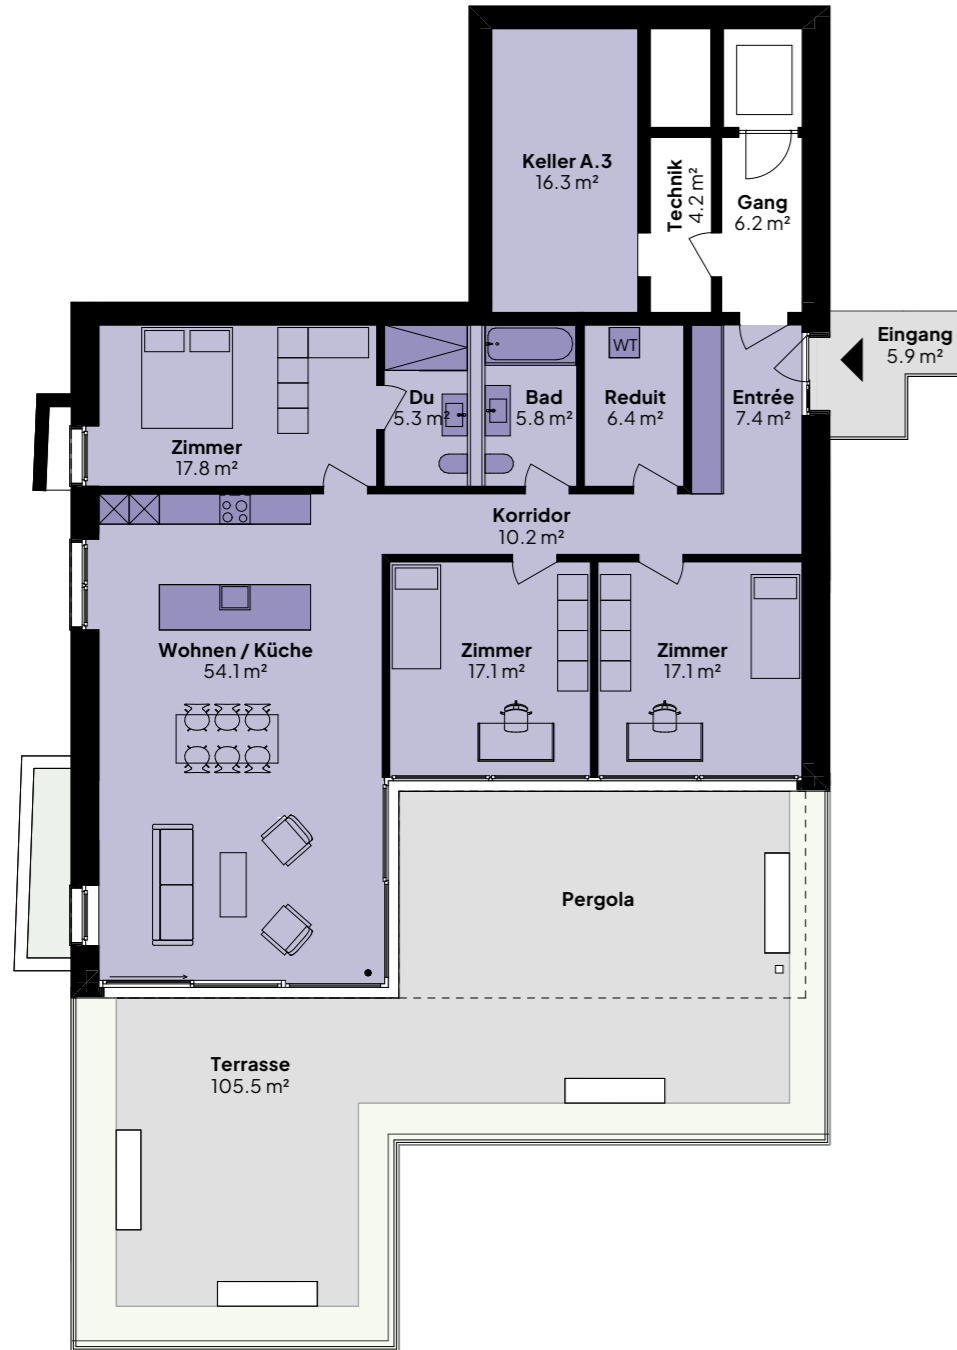 Keller A.3
16.3 m²
Technik
4.2 m²
Gang
6.2 m²
Eingang
5.9 m²
Zimmer
17.8 m²
Du
5.3 m²
Bad
5.8 m²
WT
Reduit
6.4 m²
Entrée
7.4 m²
Korridor
10.2 m²
Wohnen / Küche
54.1 m²
Zimmer
17.1 m²
Zimmer
17.1 m²
Pergola
Terrasse
105.5 m²